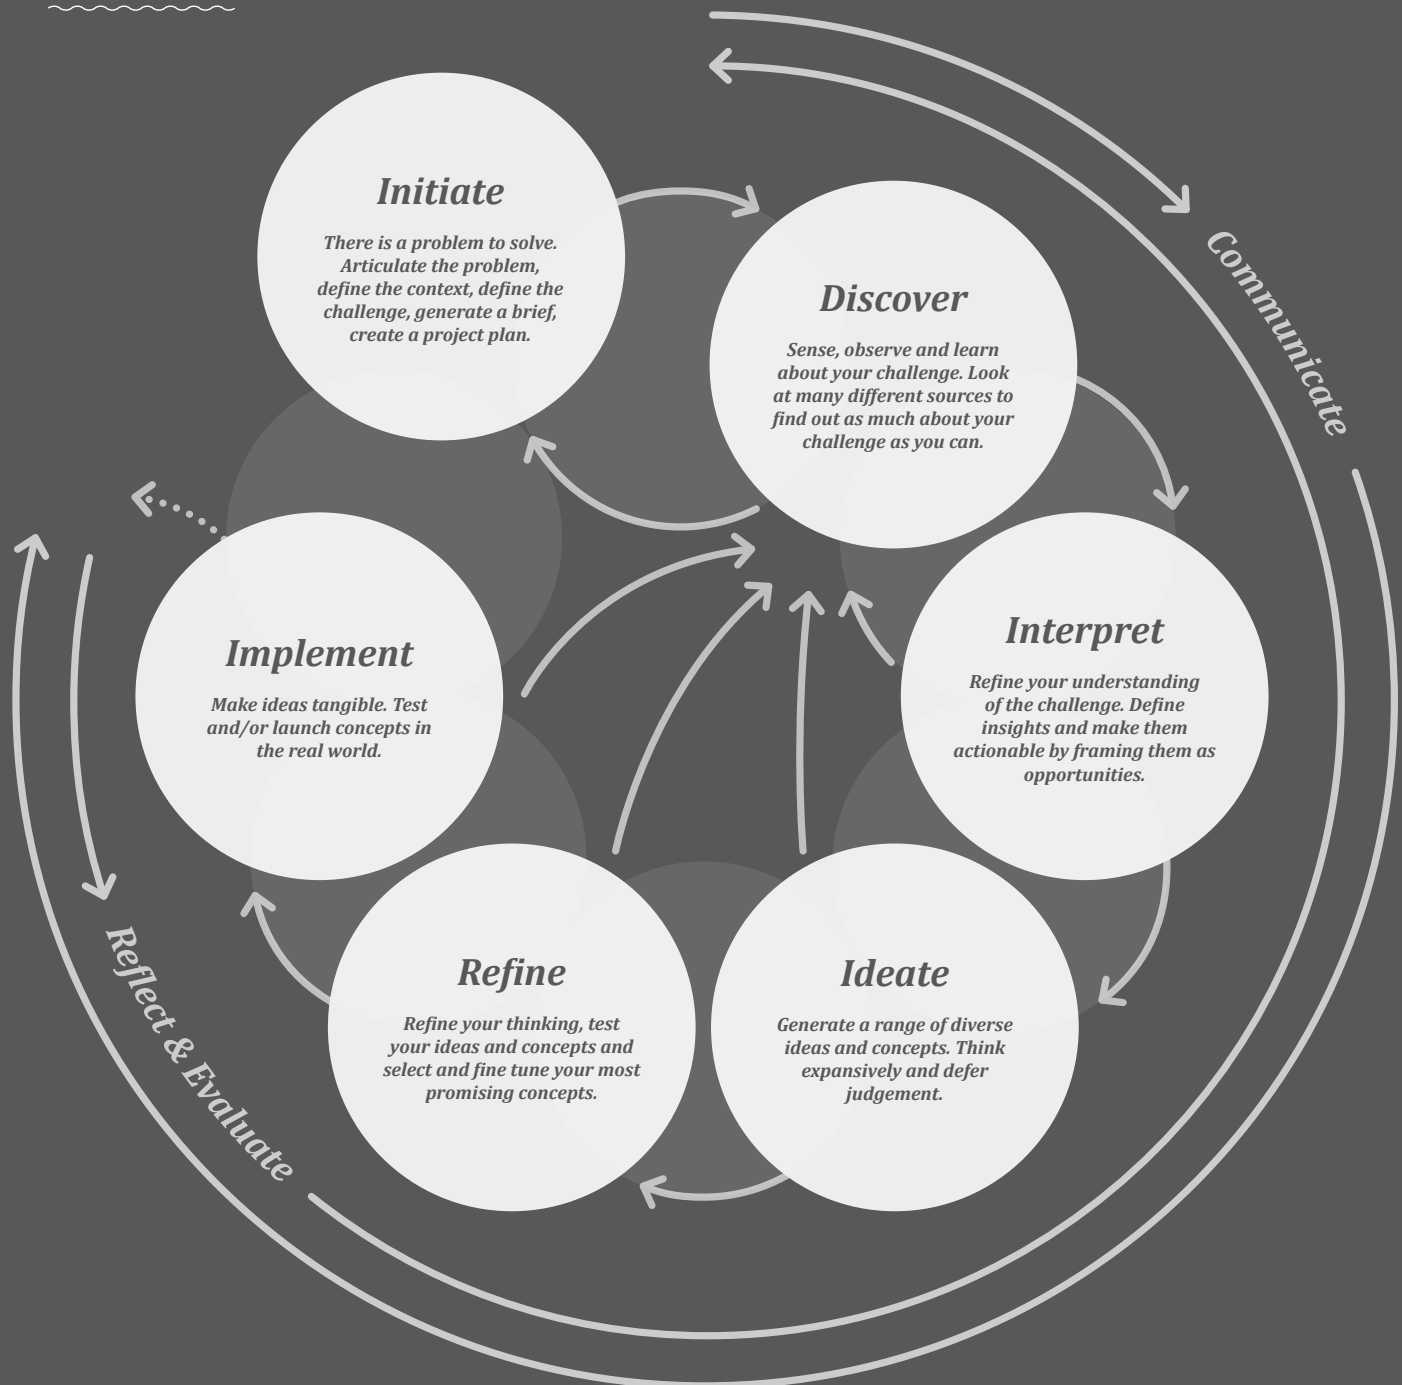 Initiate
There is a problem to solve.
Articulate the problem,
define the context, define the
challenge, generate a brief,
create a project plan.
Discover
Sense, observe and learn
about your challenge. Look
at many different sources to
find out as much about your
challenge as you can.
Communicate
Interpret
Refine your understanding
of the challenge. Define
insights and make them
actionable by framing them as
opportunities.
Ideate
Generate a range of diverse
ideas and concepts. Think
expansively and defer
judgement.
Refine
Refine your thinking, test
your ideas and concepts and
select and fine tune your most
promising concepts.
Implement
Make ideas tangible. Test
and/or launch concepts in
the real world.
Reflect & Evaluate